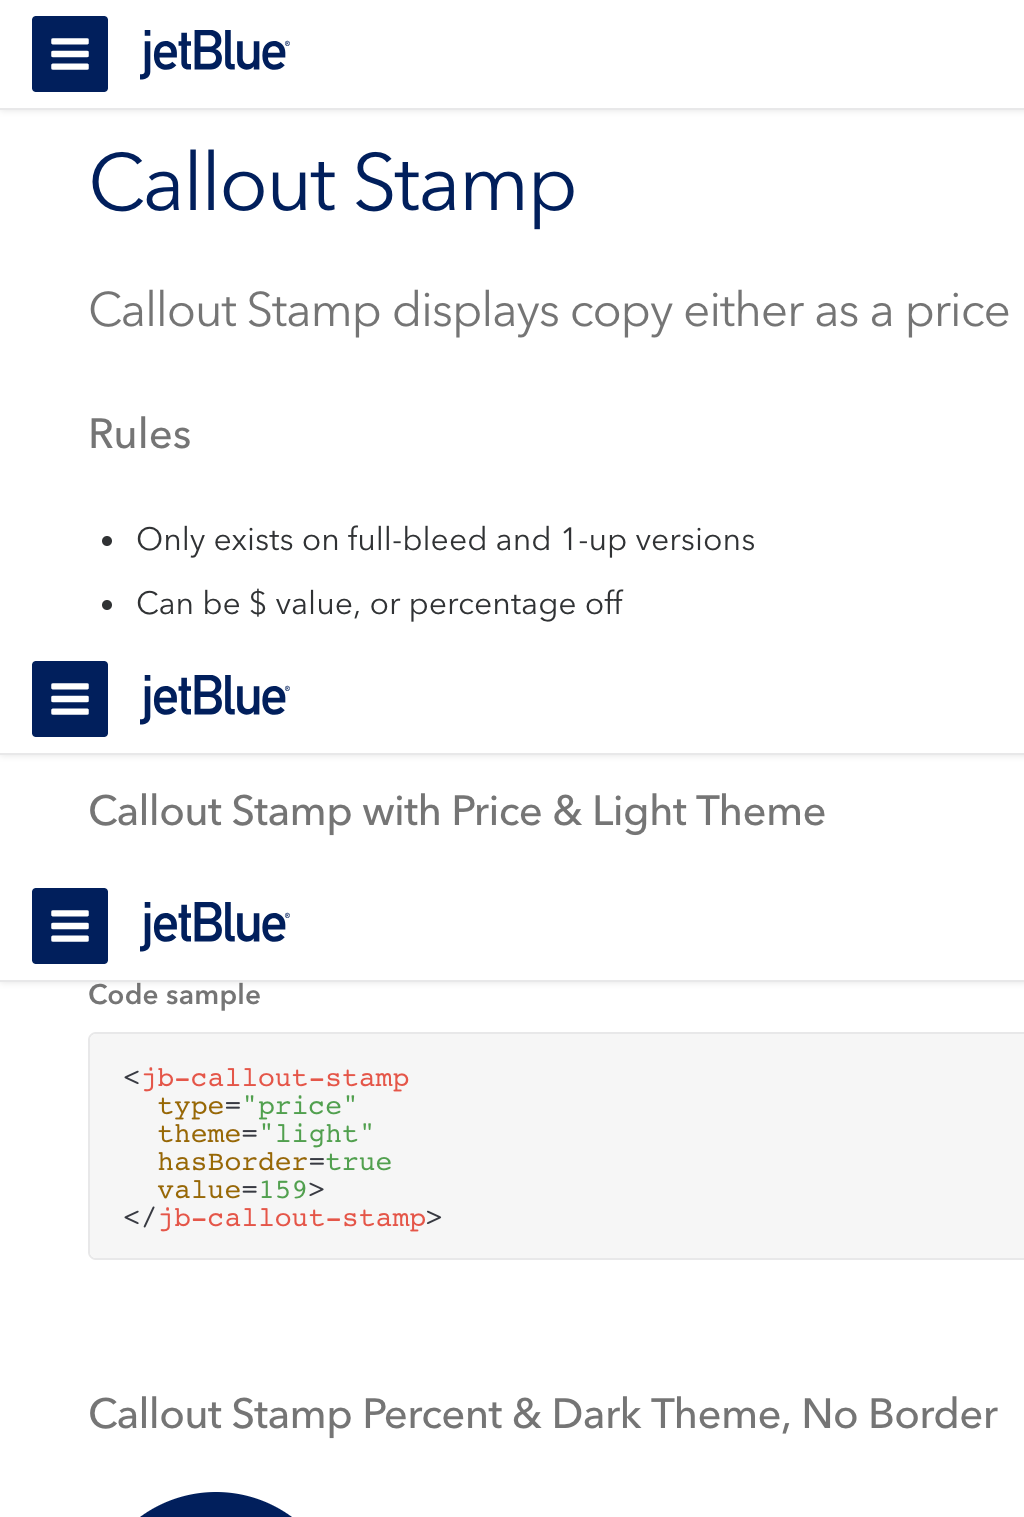 jetBlue®
Callout Stamp
Callout Stamp displays copy either as a price
Rules
• Only exists on full-bleed and 1-up versions
• Can be $ value, or percentage off
jetBlue®
Callout Stamp with Price & Light Theme
jetBlue®
Code sample
<jb-callout-stamp
  type="price"
  theme="light"
  hasBorder=true
  value=159>
</jb-callout-stamp>
Callout Stamp Percent & Dark Theme, No Border